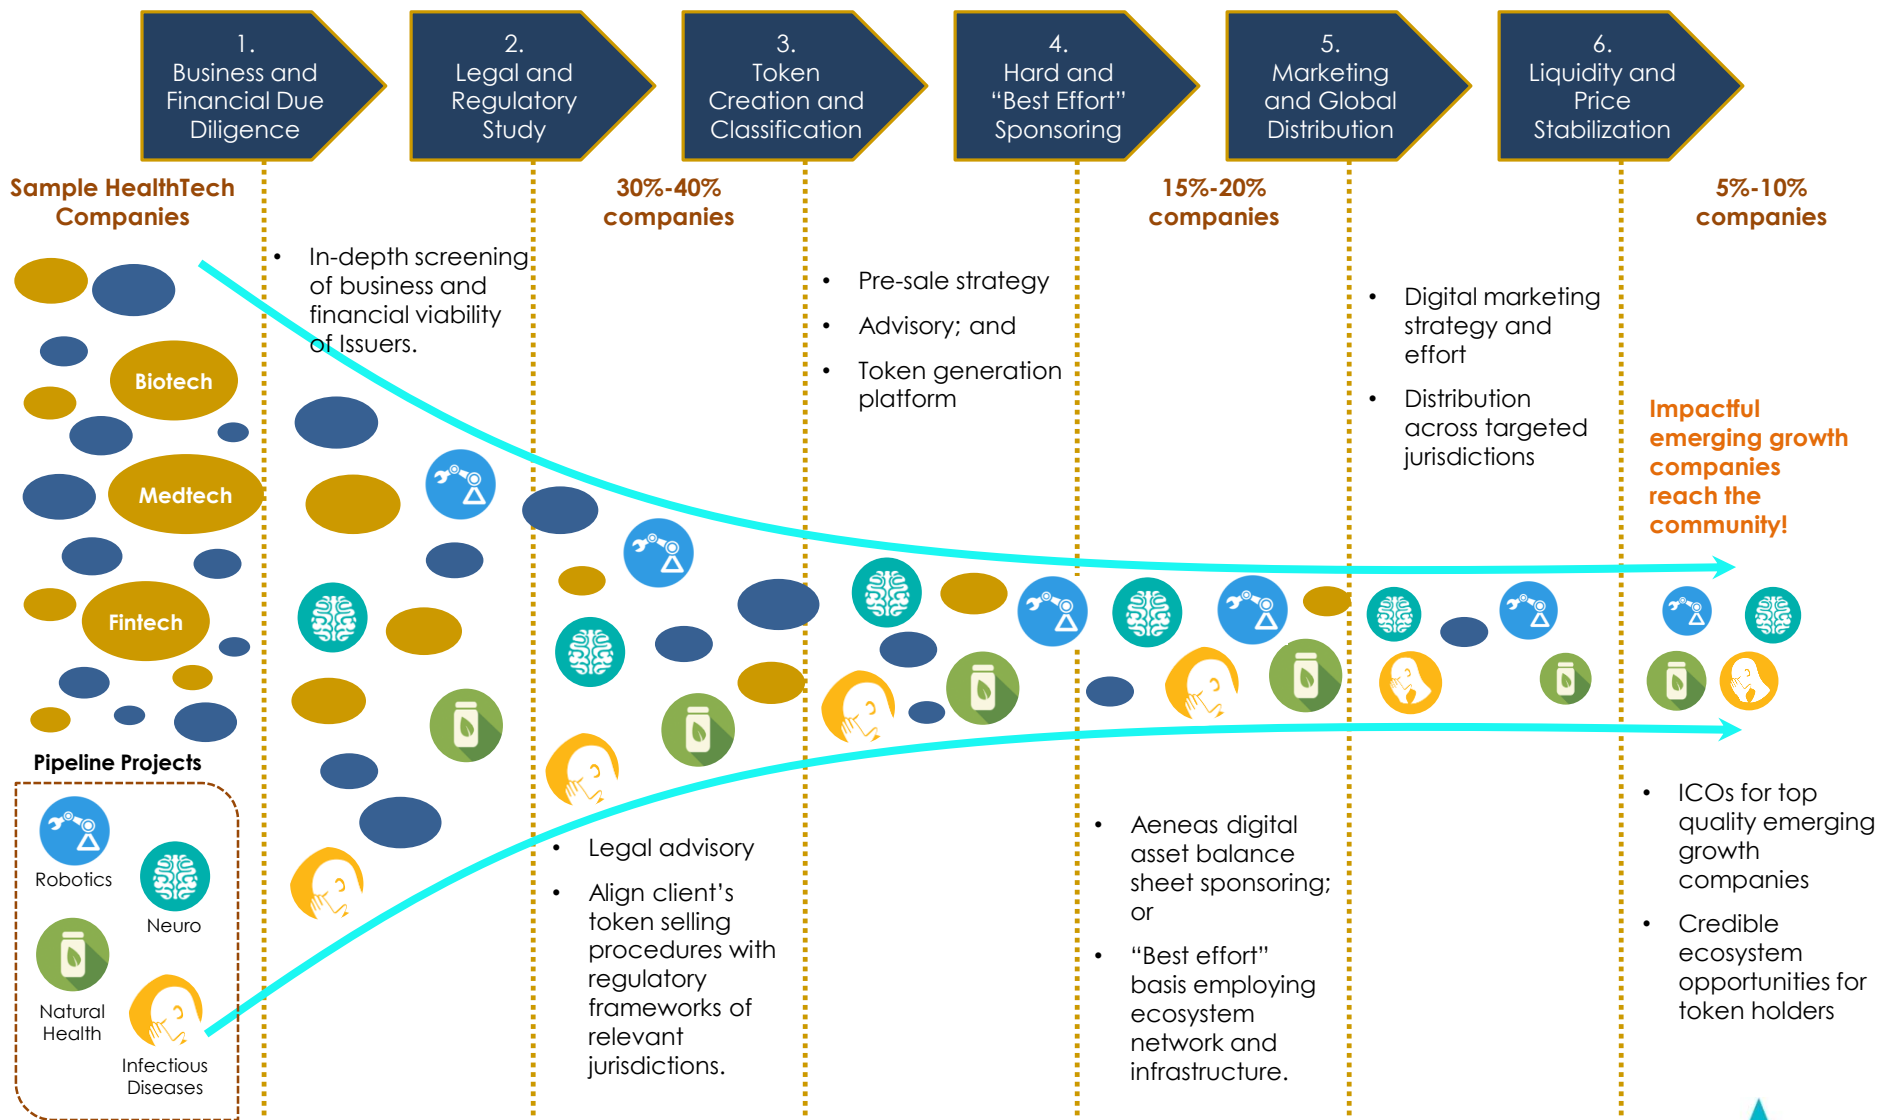 1.
Business and
Financial Due
Diligence
2.
Legal and
Regulatory
Study
3.
Token
Creation and
Classification
4.
Hard and
“Best Effort”
Sponsoring
5.
Marketing
and Global
Distribution
6.
Liquidity and
Price
Stabilization
Sample HealthTech
Companies
30%-40%
companies
15%-20%
companies
5%-10%
companies
• In-depth screening
of business and
financial viability
of Issuers.
• Pre-sale strategy
• Advisory; and
• Token generation
platform
• Digital marketing
strategy and
effort
• Distribution
across targeted
jurisdictions
Impactful
emerging growth
companies
reach the
community!
Biotech
Medtech
Fintech
Pipeline Projects
Robotics
Neuro
Natural
Health
Infectious
Diseases
• Legal advisory
• Align client’s
token selling
procedures with
regulatory
frameworks of
relevant
jurisdictions.
• Aeneas digital
asset balance
sheet sponsoring;
or
• “Best effort”
basis employing
ecosystem
network and
infrastructure.
• ICOs for top
quality emerging
growth
companies
• Credible
ecosystem
opportunities for
token holders